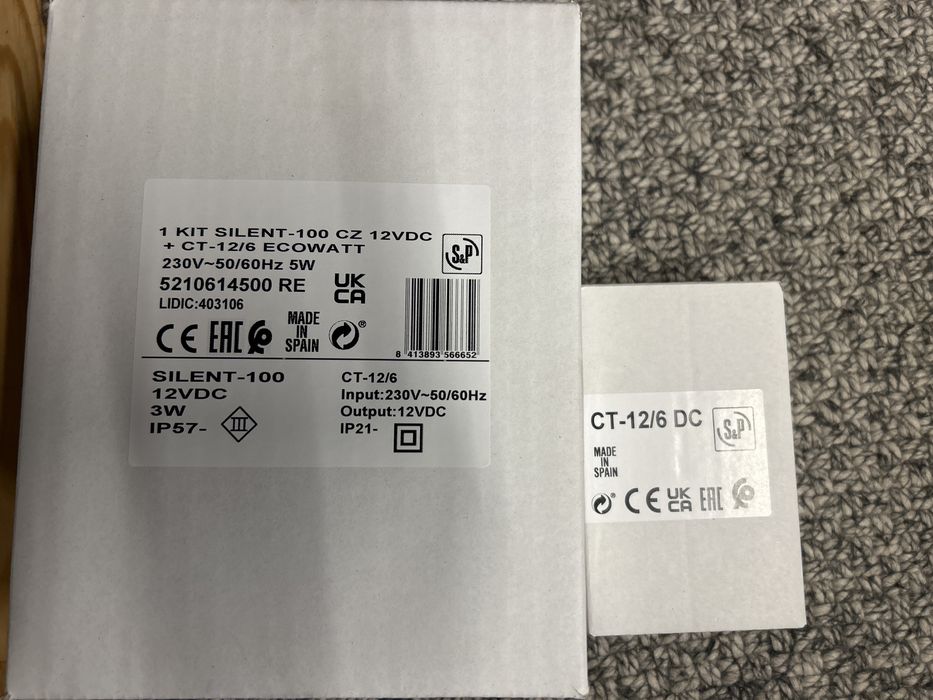 1 KIT SILENT-100 CZ 12VDC
+ CT-12/6 ECOWATT
230V~50/60Hz 5W
5210614500 RE
LIDIC:403106
UK
CA
S&P
CE EAC
MADE
IN
SPAIN
®
8 413893 566652
SILENT-100
12VDC
3W
IP57-
III
CT-12/6
Input:230V~50/60Hz
Output:12VDC
IP21-
CT-12/6 DC
S&P
MADE
IN
SPAIN
® CE UK
CA EAC